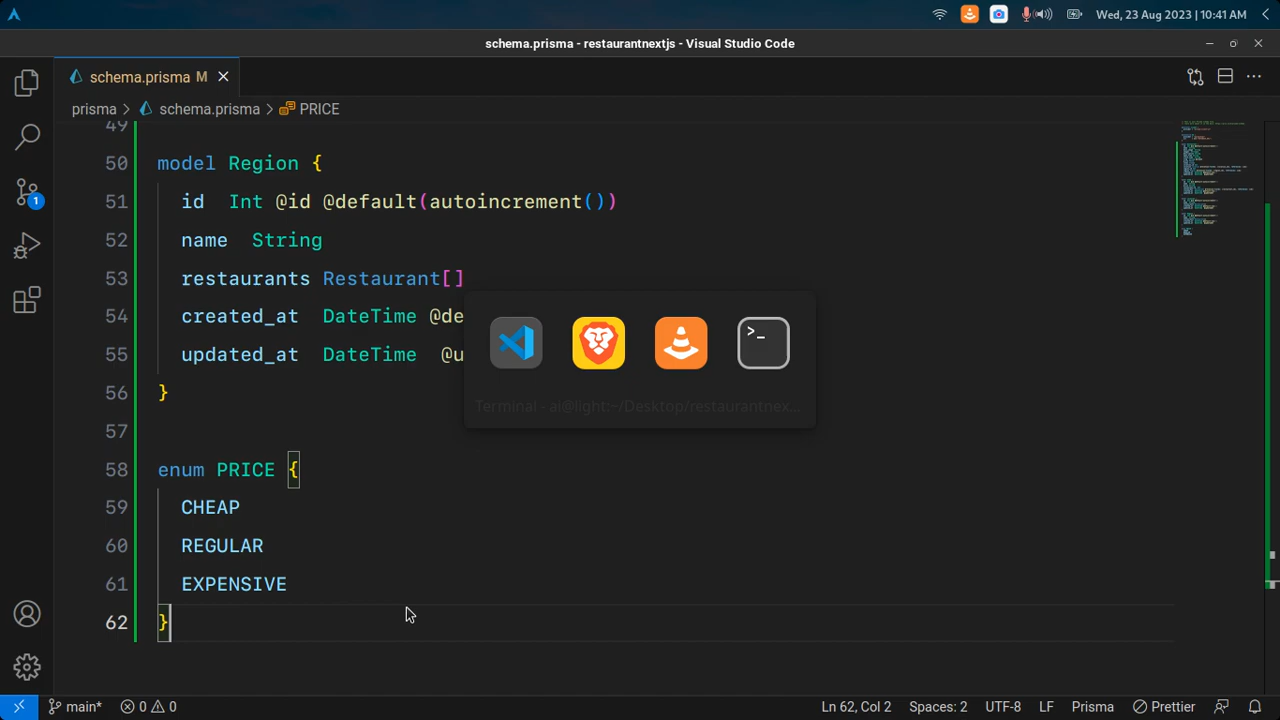 Wed, 23 Aug 2023 | 10:41 AM
schema.prisma - restaurantnextjs - Visual Studio Code
schema.prisma M
prisma > schema.prisma > PRICE
49
50 model Region {
51 id Int @id @default(autoincrement())
52 name String
53 restaurants Restaurant[]
54 created_at DateTime @de
55 updated_at DateTime @u
56 }
57
58 enum PRICE {
59 CHEAP
60 REGULAR
61 EXPENSIVE
62 }
>_
Terminal - al@light:~/Desktop/restaurantnex...
1
main* 0 0 Ln 62, Col 2 Spaces: 2 UTF-8 LF Prisma Prettier